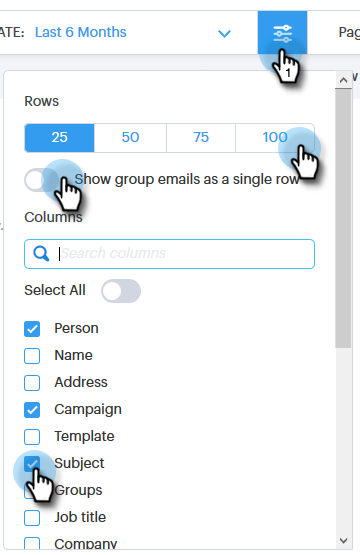 ATE: Last 6 Months
Pag
1
w
Rows
25 50 75 100
Show group emails as a single row
Columns
Search columns
Select All
Person
Name
Address
Campaign
Template
Subject
Groups
Job title
Company